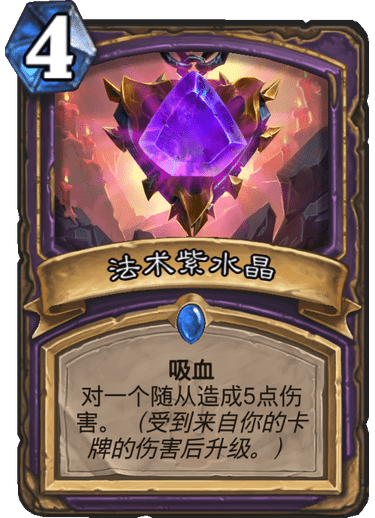 4
法术紫水晶
吸血
对一个随从造成5点伤
害。（受到来自你的卡
牌的伤害后升级。）